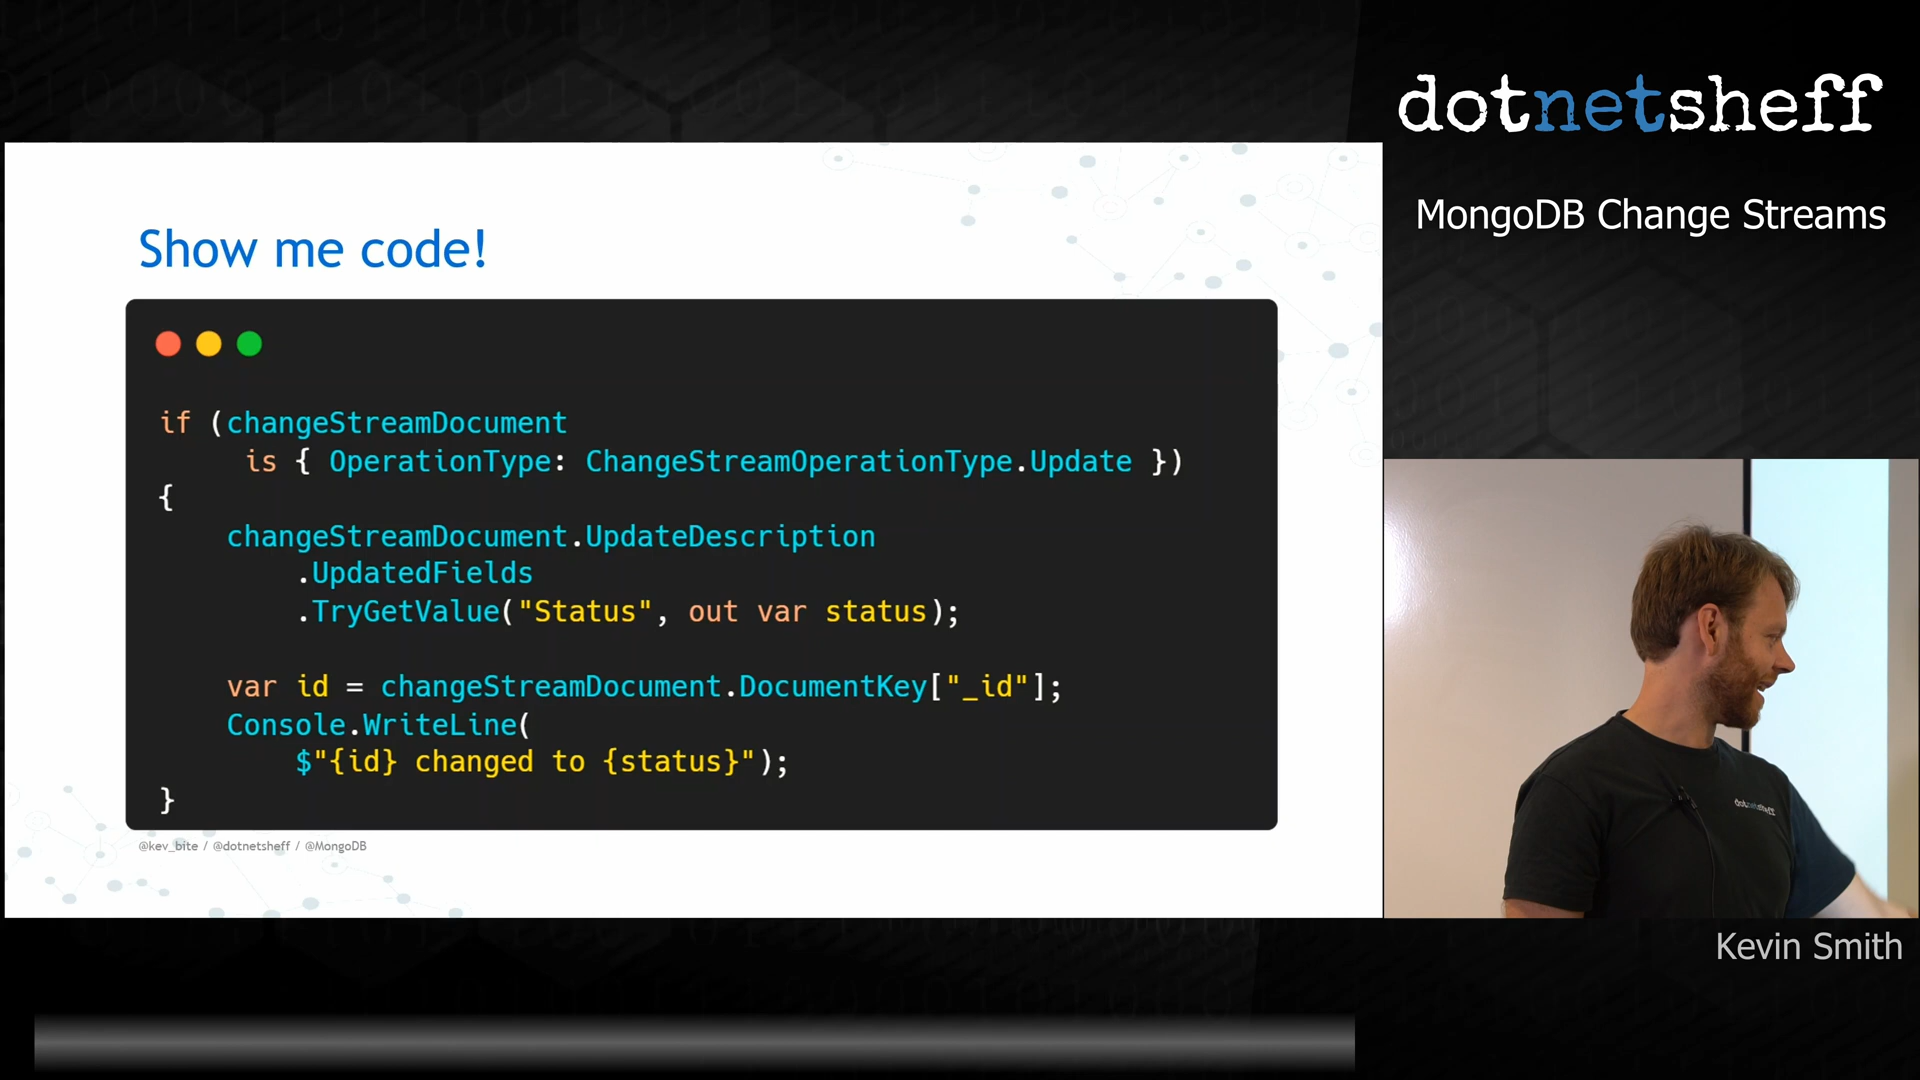 dotnetsheff
MongoDB Change Streams
Show me code!
if (changeStreamDocument
is { OperationType: ChangeStreamOperationType.Update })
{
changeStreamDocument.UpdateDescription
.UpdatedFields
.TryGetValue("Status", out var status);
var id = changeStreamDocument.DocumentKey["_id"];
Console.WriteLine(
$"{id} changed to {status}");
}
@kev_bite / @dotnetsheff / @MongoDB
dotnetsheff
Kevin Smith